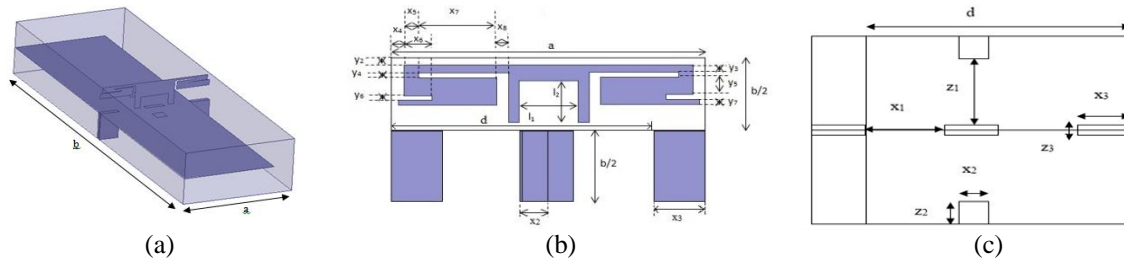 b
a
(a)
x₅
x₇
x₄
x₈
x₆
a
y₂
y₃
y₄
y₅
y₆
y₇
l₂
l₁
b/2
d
b/2
x₂
x₃
(b)
d
z₁
x₁
x₃
z₃
x₂
z₂
(c)